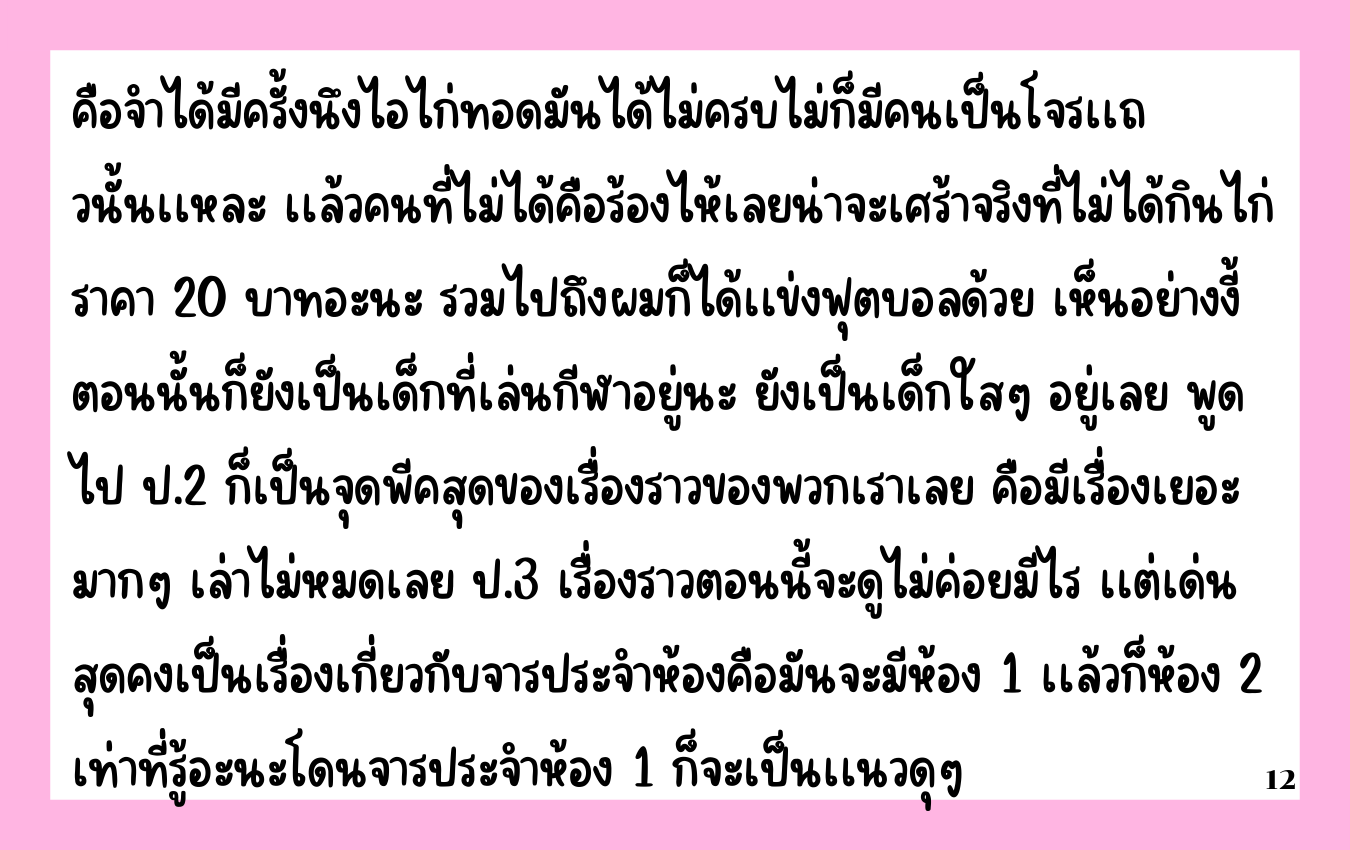 คือจำได้มีครั้งนึงไอไก่ทอดมันได้ไม่ครบไม่ก็มีคนเป็นโจรแถ
วนั้นแหละ แล้วคนที่ไม่ได้คือร้องไห้เลยน่าจะเศร้าจริงที่ไม่ได้กินไก่
ราคา 20 บาทอะนะ รวมไปถึงผมก็ได้แข่งฟุตบอลด้วย เห็นอย่างงี้
ตอนนั้นก็ยังเป็นเด็กที่เล่นกีฬาอยู่นะ ยังเป็นเด็กใสๆ อยู่เลย พูด
ไป ป.2 ก็เป็นจุดพีคสุดของเรื่องราวของพวกเราเลย คือมีเรื่องเยอะ
มากๆ เล่าไม่หมดเลย ป.3 เรื่องราวตอนนี้จะดูไม่ค่อยมีไร แต่เด่น
สุดคงเป็นเรื่องเกี่ยวกับจารประจำห้องคือมันจะมีห้อง 1 แล้วก็ห้อง 2
เท่าที่รู้อะนะโดนจารประจำห้อง 1 ก็จะเป็นแนวดุๆ
12